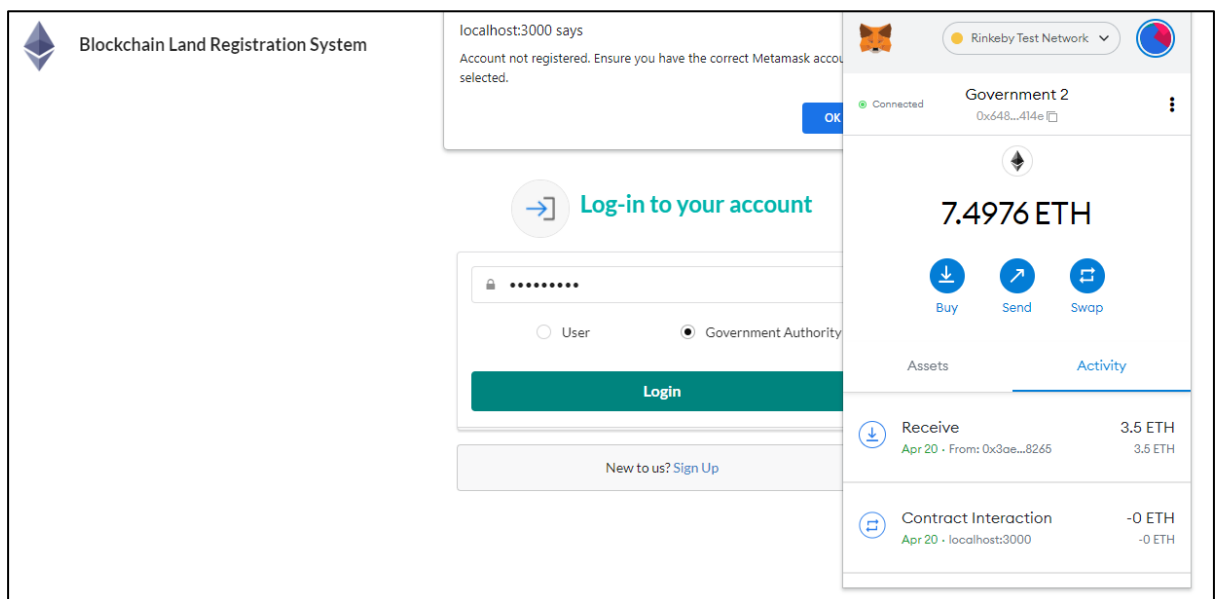 Blockchain Land Registration System
localhost:3000 says
Account not registered. Ensure you have the correct Metamask
selected.
OK
Log-in to your account
•••••••••
User
Government Authority
Login
New to us? Sign Up
Rinkeby Test Network
Connected
Government 2
0x648...414e
7.4976 ETH
Buy
Send
Swap
Assets
Activity
Receive
3.5 ETH
Apr 20 · From: 0x3ae...8265
3.5 ETH
Contract Interaction
-0 ETH
Apr 20 · localhost:3000
-0 ETH